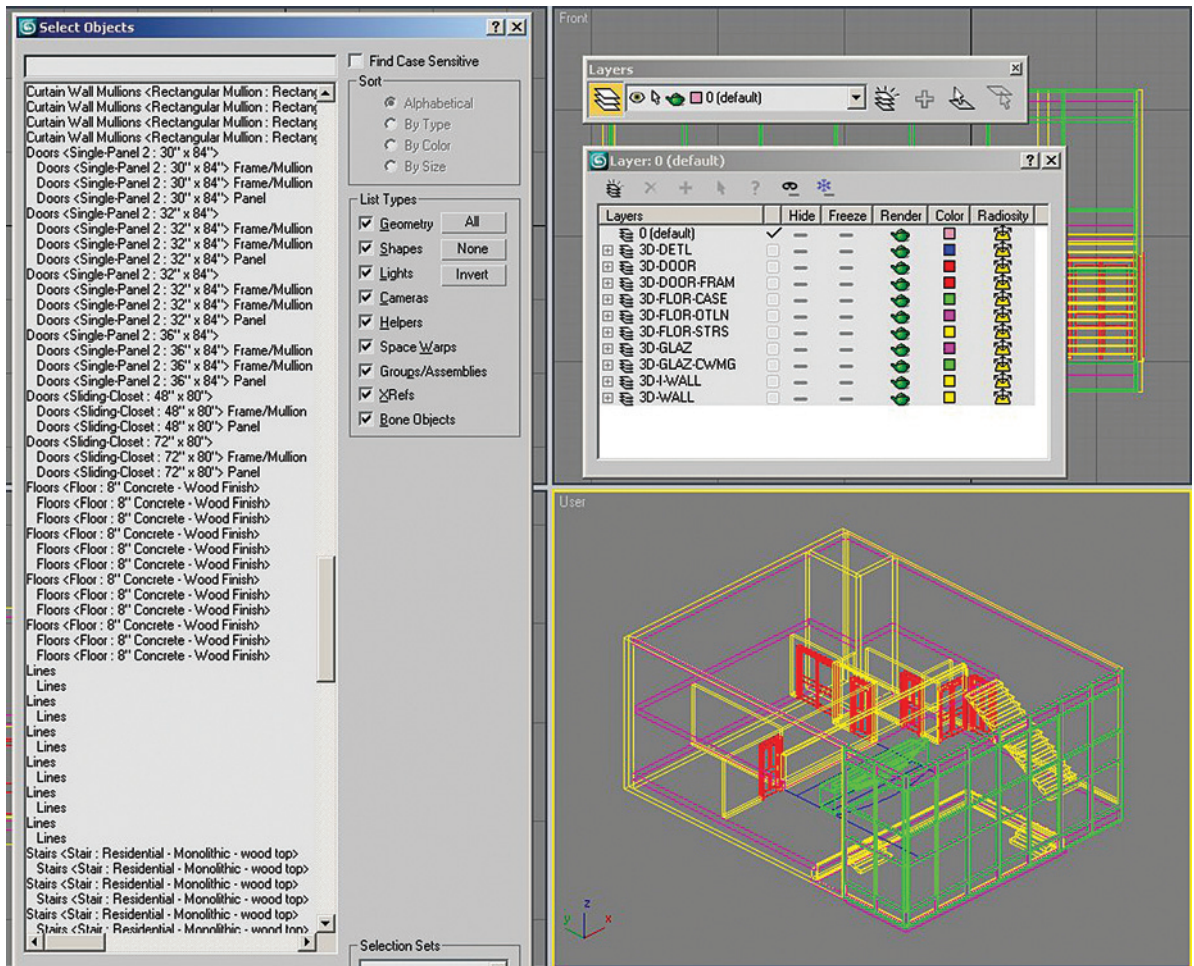 Select Objects
Find Case Sensitive
Curtain Wall Mullions <Rectangular Mullion : Rectang
Curtain Wall Mullions <Rectangular Mullion : Rectang
Curtain Wall Mullions <Rectangular Mullion : Rectang
Curtain Wall Mullions <Rectangular Mullion : Rectang
Doors <Single-Panel 2 : 30" x 84">
Doors <Single-Panel 2 : 30" x 84"> Frame/Mullion
Doors <Single-Panel 2 : 30" x 84"> Frame/Mullion
Doors <Single-Panel 2 : 30" x 84"> Panel
Doors <Single-Panel 2 : 32" x 84">
Doors <Single-Panel 2 : 32" x 84"> Frame/Mullion
Doors <Single-Panel 2 : 32" x 84"> Frame/Mullion
Doors <Single-Panel 2 : 32" x 84"> Panel
Doors <Single-Panel 2 : 32" x 84">
Doors <Single-Panel 2 : 32" x 84"> Frame/Mullion
Doors <Single-Panel 2 : 32" x 84"> Frame/Mullion
Doors <Single-Panel 2 : 32" x 84"> Panel
Doors <Single-Panel 2 : 36" x 84">
Doors <Single-Panel 2 : 36" x 84"> Frame/Mullion
Doors <Single-Panel 2 : 36" x 84"> Frame/Mullion
Doors <Single-Panel 2 : 36" x 84"> Panel
Doors <Sliding-Closet : 48" x 80">
Doors <Sliding-Closet : 48" x 80"> Frame/Mullion
Doors <Sliding-Closet : 48" x 80"> Panel
Doors <Sliding-Closet : 72" x 80">
Doors <Sliding-Closet : 72" x 80"> Frame/Mullion
Doors <Sliding-Closet : 72" x 80"> Panel
Floors <Floor : 8" Concrete - Wood Finish>
Floors <Floor : 8" Concrete - Wood Finish>
Floors <Floor : 8" Concrete - Wood Finish>
Floors <Floor : 8" Concrete - Wood Finish>
Floors <Floor : 8" Concrete - Wood Finish>
Floors <Floor : 8" Concrete - Wood Finish>
Floors <Floor : 8" Concrete - Wood Finish>
Floors <Floor : 8" Concrete - Wood Finish>
Floors <Floor : 8" Concrete - Wood Finish>
Floors <Floor : 8" Concrete - Wood Finish>
Floors <Floor : 8" Concrete - Wood Finish>
Floors <Floor : 8" Concrete - Wood Finish>
Lines
Lines
Lines
Lines
Lines
Lines
Lines
Lines
Lines
Lines
Lines
Lines
Stairs <Stair : Residential - Monolithic - wood top>
Stairs <Stair : Residential - Monolithic - wood top>
Stairs <Stair : Residential - Monolithic - wood top>
Stairs <Stair : Residential - Monolithic - wood top>
Stairs <Stair : Residential - Monolithic - wood top>
Stairs <Stair : Residential - Monolithic - wood top>
Sort
Alphabetical
By Type
By Color
By Size
List Types
Geometry All
Shapes None
Lights Invert
Cameras
Helpers
Space Warps
Groups/Assemblies
XRefs
Bone Objects
Selection Sets
Front
Layers
0 (default)
Layer: 0 (default)
Layers Hide Freeze Render Color Radiosity
0 (default)
3D-DETL
3D-DOOR
3D-DOOR-FRAM
3D-FLOR-CASE
3D-FLOR-OTLN
3D-FLOR-STRS
3D-GLAZ
3D-GLAZ-CWMG
3D-I-WALL
3D-WALL
User
z
y x